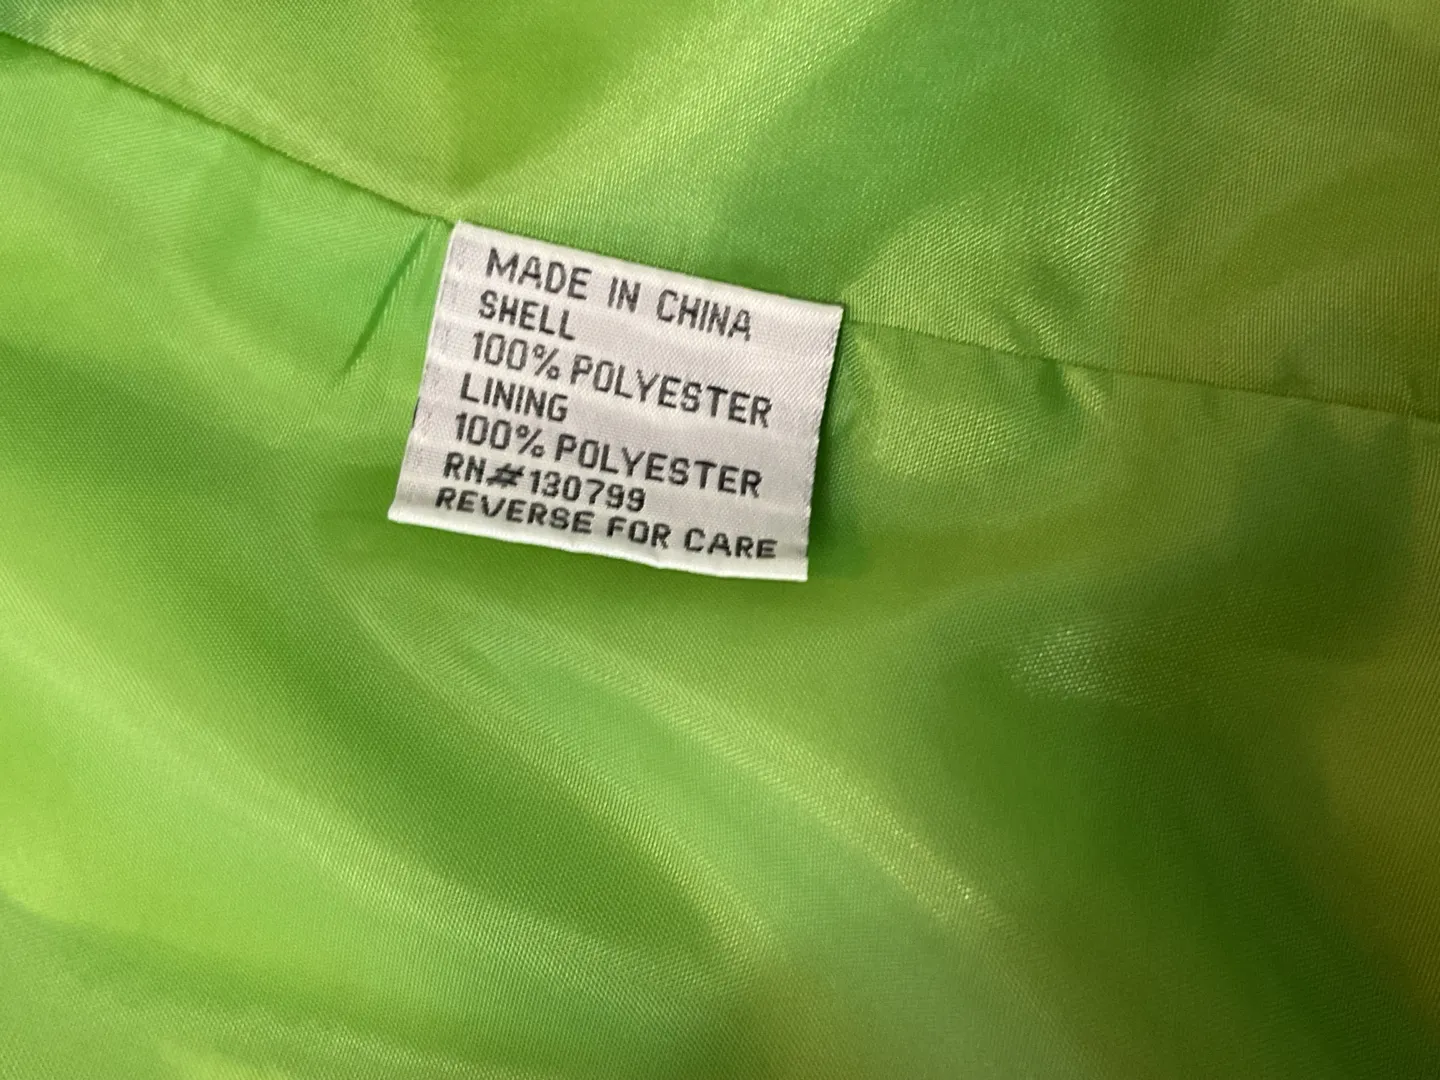 MADE IN CHINA
SHELL
100% POLYESTER
LINING
100% POLYESTER
RN#130799
REVERSE FOR CARE